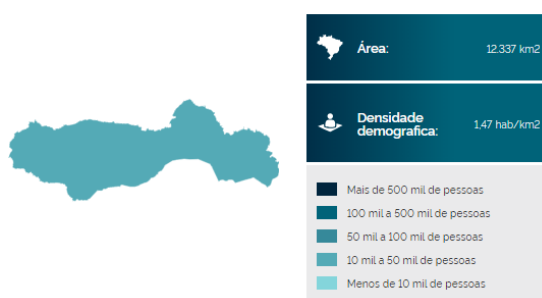 Área:
12.337 km2
Densidade
demografica:
1,47 hab/km2
Mais de 500 mil de pessoas
100 mil a 500 mil de pessoas
50 mil a 100 mil de pessoas
10 mil a 50 mil de pessoas
Menos de 10 mil de pessoas